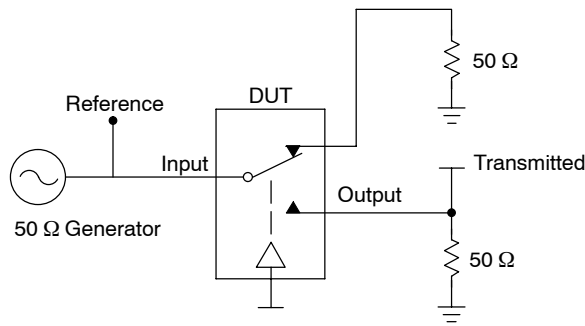 50 Ω
DUT
Reference
Input
Transmitted
Output
50 Ω Generator
50 Ω